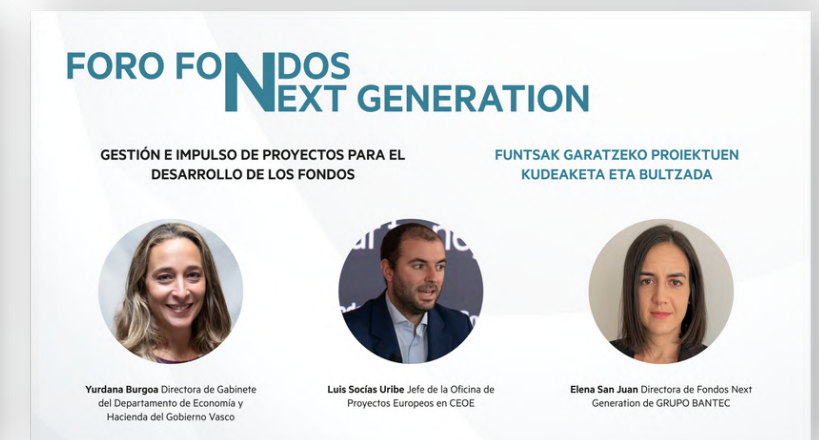 FORO FONDOS
NEXT GENERATION
GESTIÓN E IMPULSO DE PROYECTOS PARA EL
DESARROLLO DE LOS FONDOS
FUNTSAK GARATZEKO PROIEKTUEN
KUDEAKETA ETA BULTZADA
Yurdana Burgoa Directora de Gabinete
del Departamento de Economía y
Hacienda del Gobierno Vasco
Luis Socías Uribe Jefe de la Oficina de
Proyectos Europeos en CEOE
Elena San Juan Directora de Fondos Next
Generation de GRUPO BANTEC